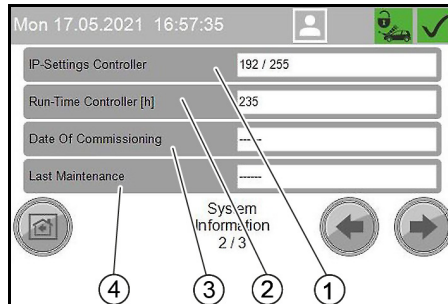 Mon 17.05.2021 16:57:35
IP-Settings Controller 192 / 255
Run-Time Controller [h] 235
Date Of Commissioning ------
Last Maintenance ------
System
Information
2 / 3
4 3 2 1